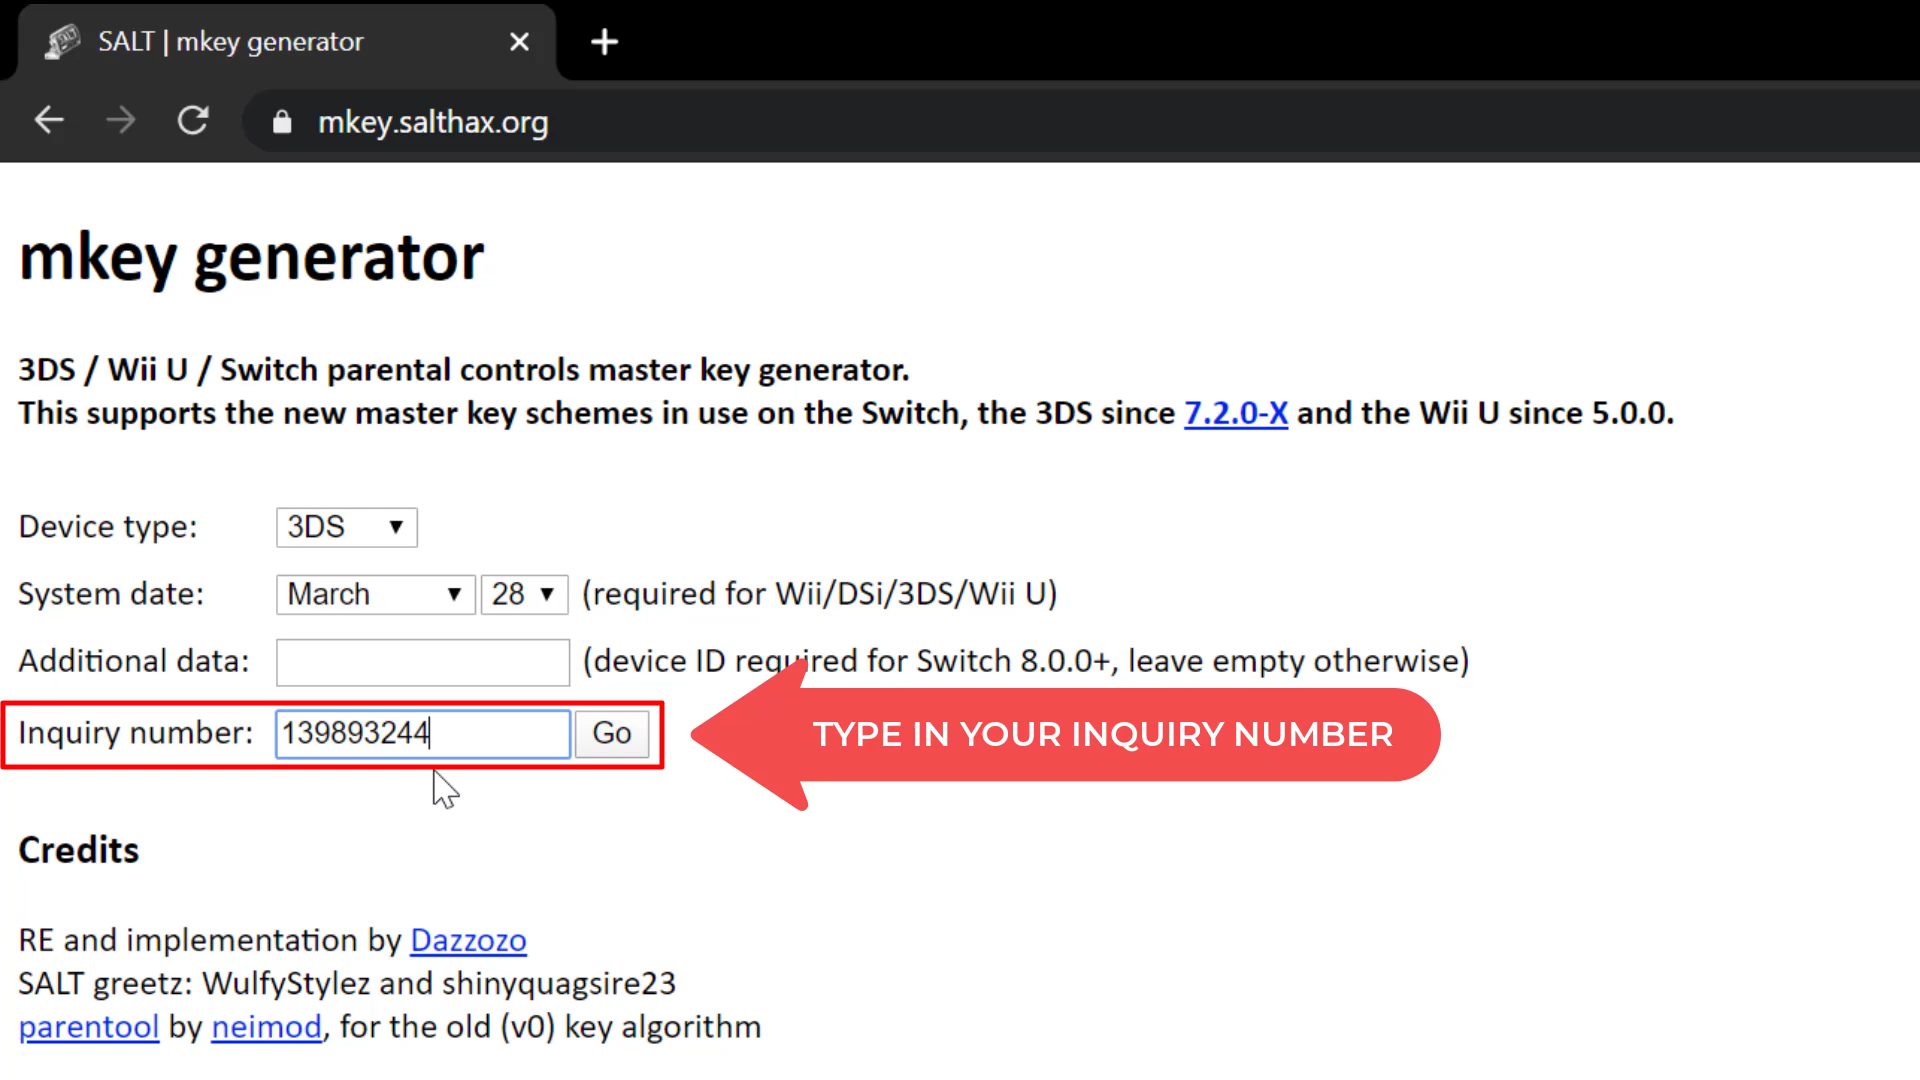 SALT | mkey generator
mkey.salthax.org
mkey generator
3DS / Wii U / Switch parental controls master key generator.
This supports the new master key schemes in use on the Switch, the 3DS since 7.2.0-X and the Wii U since 5.0.0.
Device type: 3DS
System date: March 28 (required for Wii/DSi/3DS/Wii U)
Additional data: (device ID required for Switch 8.0.0+, leave empty otherwise)
Inquiry number: 139893244 Go
TYPE IN YOUR INQUIRY NUMBER
Credits
RE and implementation by Dazzozo
SALT greetz: WulfyStylez and shinyquagsire23
parentool by neimod, for the old (v0) key algorithm